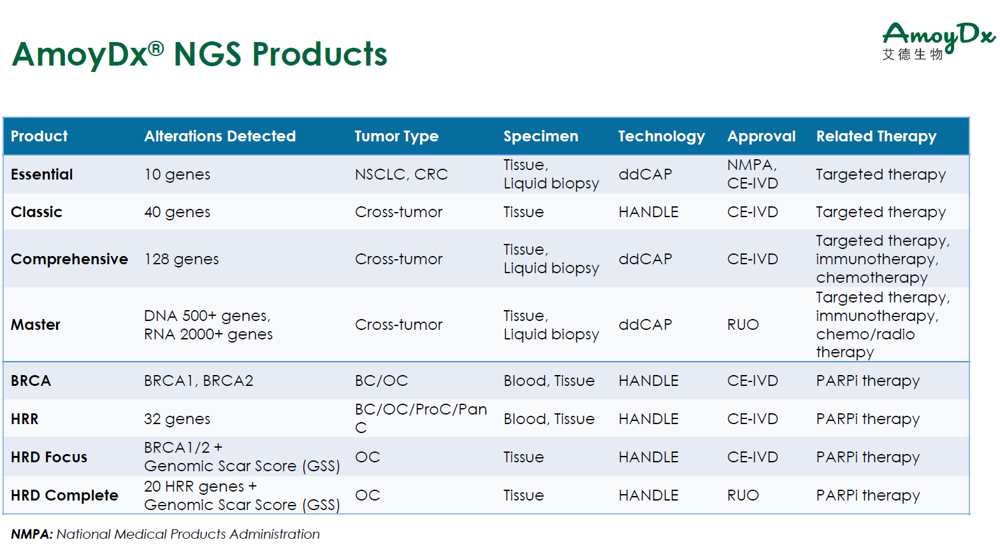 AmoyDx® NGS Products
AmoyDx
艾德生物
Product Alterations Detected Tumor Type Specimen Technology Approval Related Therapy
Essential 10 genes NSCLC, CRC Tissue, Liquid biopsy ddCAP NMPA, CE-IVD Targeted therapy
Classic 40 genes Cross-tumor Tissue HANDLE CE-IVD Targeted therapy
Comprehensive 128 genes Cross-tumor Tissue, Liquid biopsy ddCAP CE-IVD Targeted therapy, immunotherapy, chemotherapy
Master DNA 500+ genes, RNA 2000+ genes Cross-tumor Tissue, Liquid biopsy ddCAP RUO Targeted therapy, immunotherapy, chemo/radio therapy
BRCA BRCA1, BRCA2 BC/OC Blood, Tissue HANDLE CE-IVD PARPi therapy
HRR 32 genes BC/OC/ProC/PanC Blood, Tissue HANDLE CE-IVD PARPi therapy
HRD Focus BRCA1/2 + Genomic Scar Score (GSS) OC Tissue HANDLE CE-IVD PARPi therapy
HRD Complete 20 HRR genes + Genomic Scar Score (GSS) OC Tissue HANDLE RUO PARPi therapy
NMPA: National Medical Products Administration